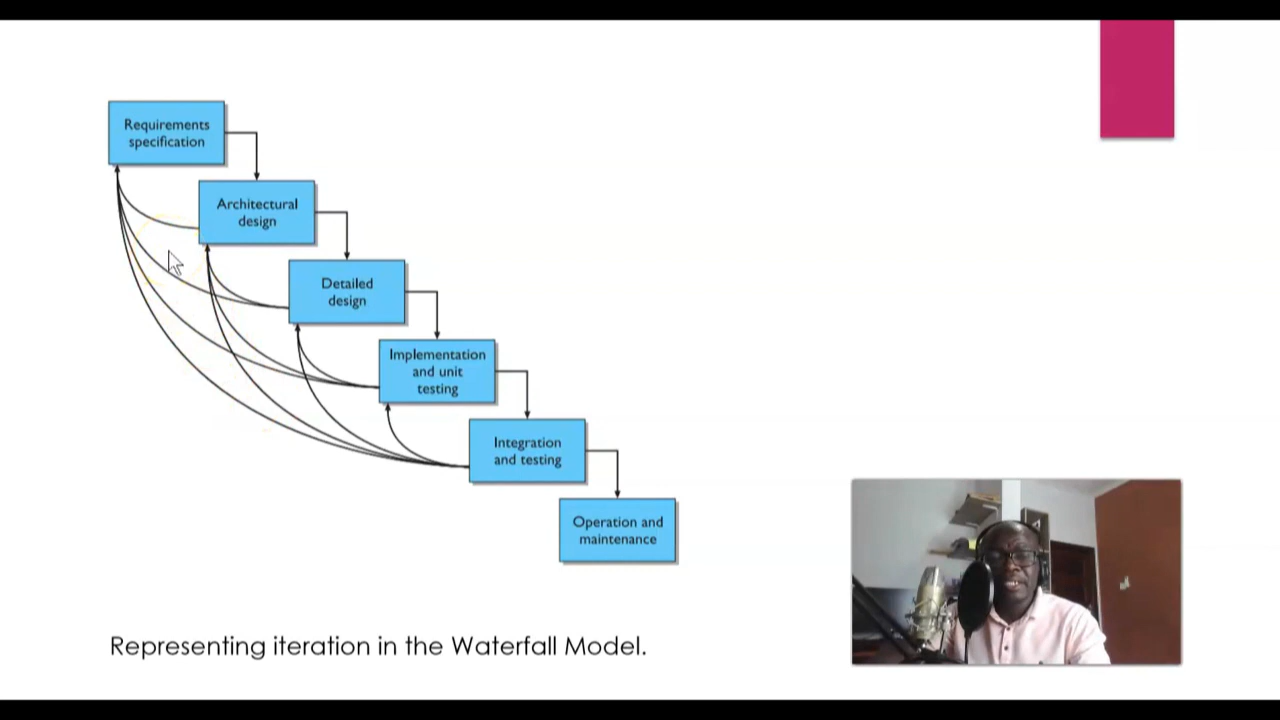 Requirements
specification
Architectural
design
Detailed
design
Implementation
and unit
testing
Integration
and testing
Operation and
maintenance
Representing iteration in the Waterfall Model.